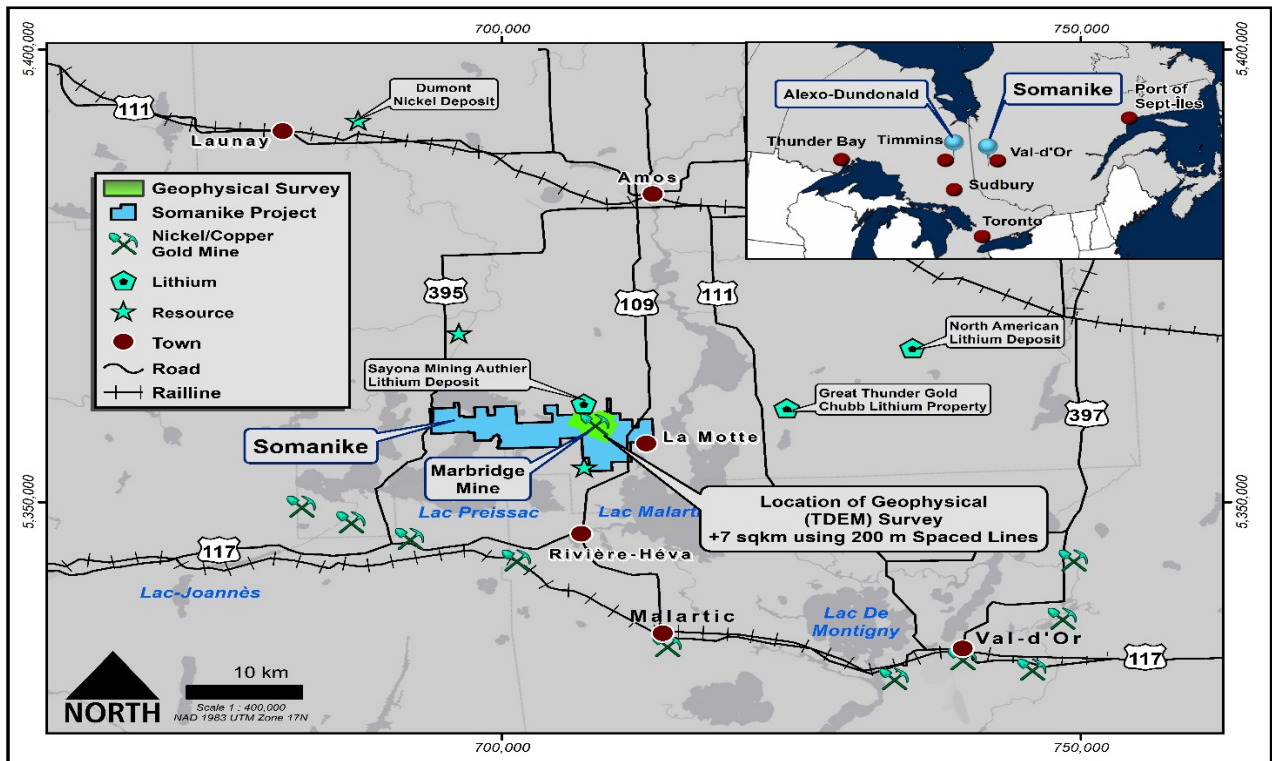 700,000
750,000
5,400,000
5,400,000
111
Launay
Dumont
Nickel Deposit
Amos
Alexo-Dundonald
Somanike
Port of
Sept-Îles
Thunder Bay
Timmins
Val-d'Or
Sudbury
Toronto
Geophysical Survey
Somanike Project
Nickel/Copper
Gold Mine
Lithium
Resource
Town
Road
Railline
395
109
111
397
Sayona Mining Authier
Lithium Deposit
North American
Lithium Deposit
Great Thunder Gold
Chubb Lithium Property
Somanike
La Motte
Marbridge
Mine
Location of Geophysical
(TDEM) Survey
+7 sqkm using 200 m Spaced Lines
5,350,000
5,350,000
Lac Preissac
Lac Malarti
117
Rivière-Héva
Lac-Joannès
Malartic
Lac De
Montigny
Val-d'Or
117
NORTH
10 km
Scale 1 : 400,000
NAD 1983 UTM Zone 17N
700,000
750,000